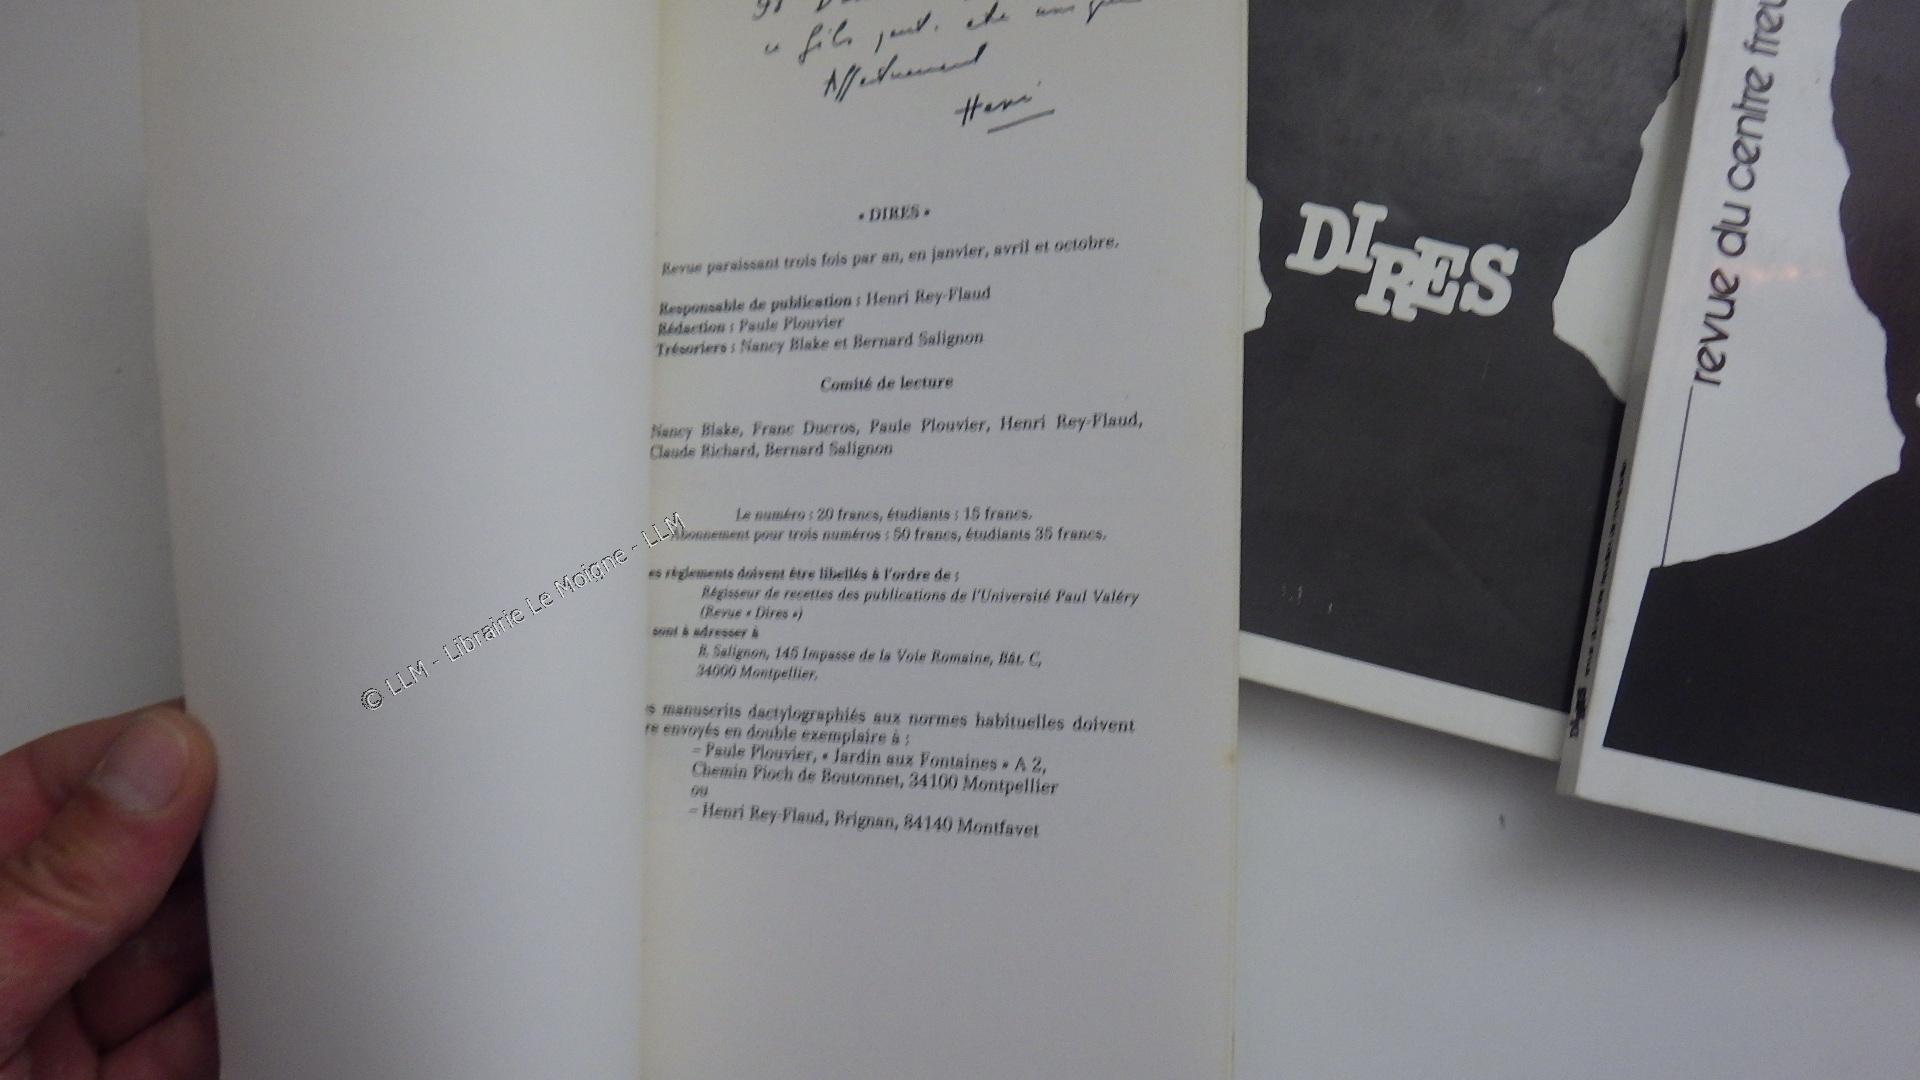 Affectueusement
Henri
« DIRES »
Revue paraissant trois fois par an, en janvier, avril et octobre.
Responsable de publication : Henri Rey-Flaud
Rédaction : Paule Plouvier
Trésoriers : Nancy Blake et Bernard Salignon
Comité de lecture
Nancy Blake, Franc Ducros, Paule Plouvier, Henri Rey-Flaud,
Claude Richard, Bernard Salignon
Le numéro : 20 francs, étudiants : 15 francs.
Abonnement pour trois numéros : 50 francs, étudiants 35 francs.
es règlements doivent être libellés à l'ordre de :
Régisseur de recettes des publications de l'Université Paul Valéry
(Revue « Dires »)
sont à adresser à
B. Salignon, 145 Impasse de la Voie Romaine, Bât. C,
34000 Montpellier.
s manuscrits dactylographiés aux normes habituelles doivent
re envoyés en double exemplaire à :
– Paule Plouvier, « Jardin aux Fontaines » A 2,
Chemin Pioch de Boutonnet, 34100 Montpellier
ou
– Henri Rey-Flaud, Brignan, 84140 Montfavet
© LLM - Librairie Le Moigne - LLM
DIRES
revue du centre freu